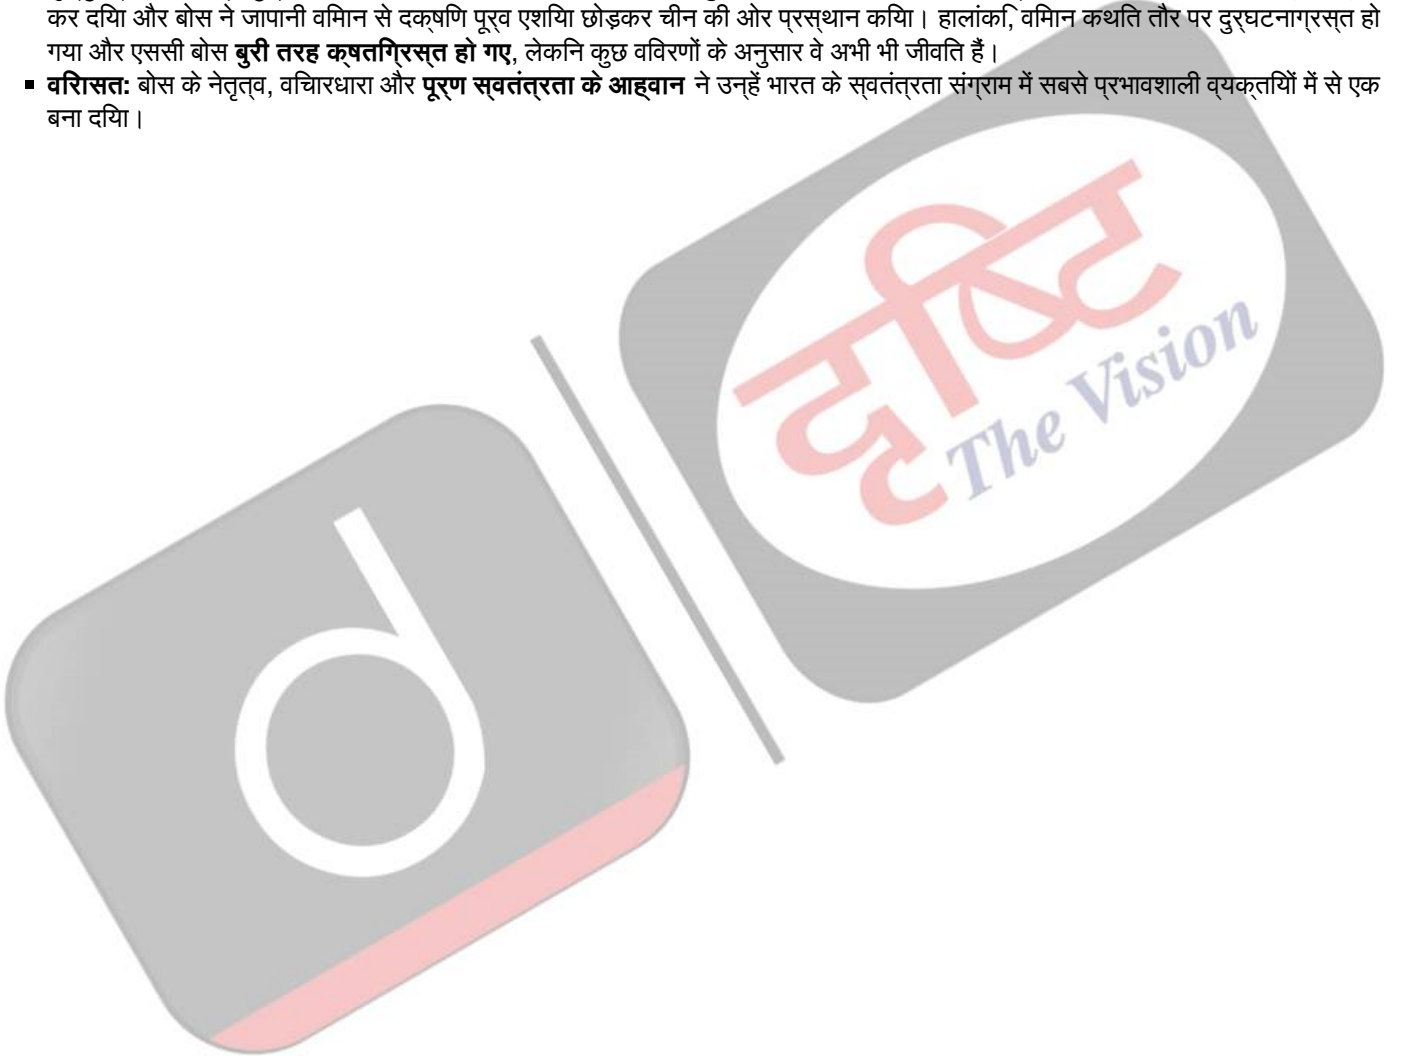 कर दिया और बोस ने जापानी विमान से दक्षिण पूर्व एशिया छोड़कर चीन की ओर प्रस्थान किया। हालांकि, विमान कथित तौर पर दुर्घटनाग्रस्त हो
गया और एससी बोस बुरी तरह क्षतिग्रस्त हो गए, लेकिन कुछ विवरणों के अनुसार वे अभी भी जीवित हैं।
▪ विरासत: बोस के नेतृत्व, विचारधारा और पूर्ण स्वतंत्रता के आह्वान ने उन्हें भारत के स्वतंत्रता संग्राम में सबसे प्रभावशाली व्यक्तियों में से एक
बना दिया।
दृष्टि
The Vision
d